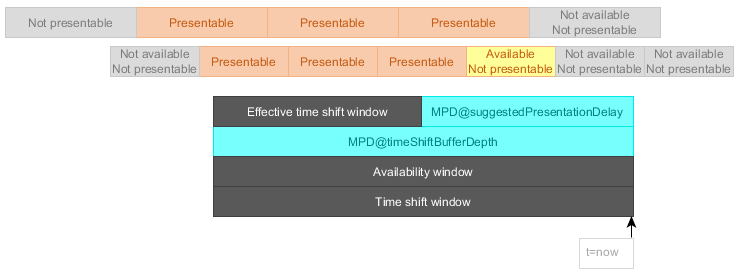 Not presentable
Presentable
Presentable
Presentable
Not available
Not presentable
Not available
Not presentable
Presentable
Presentable
Presentable
Available
Not presentable
Not available
Not presentable
Not available
Not presentable
Effective time shift window
MPD@suggestedPresentationDelay
MPD@timeShiftBufferDepth
Availability window
Time shift window
t=now